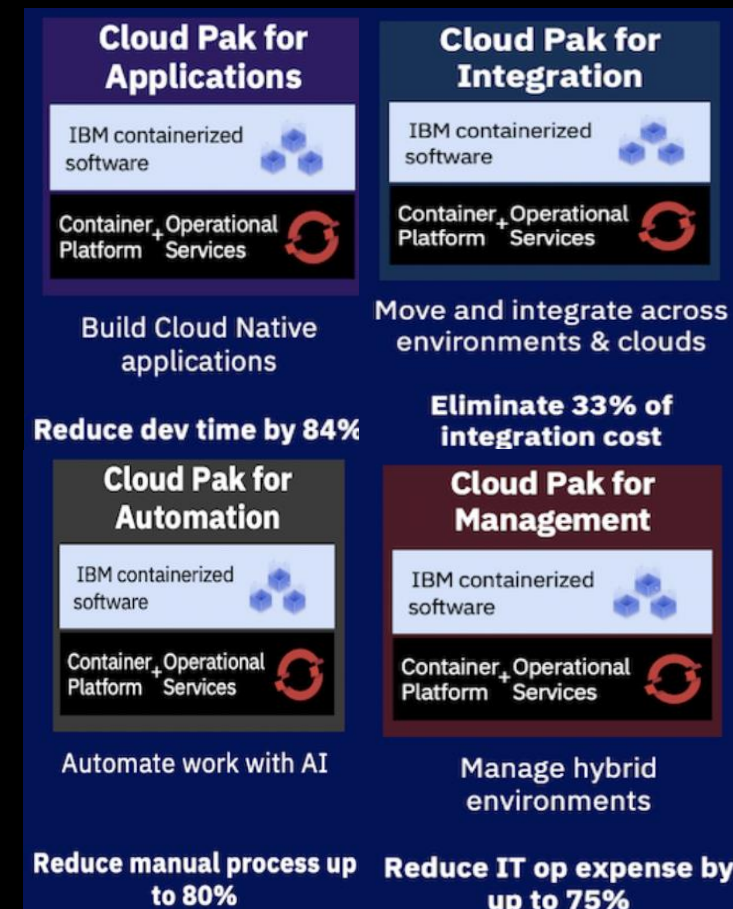 Cloud Pak for
Applications
IBM containerized
software
Container + Operational
Platform Services
Build Cloud Native
applications
Reduce dev time by 84%
Cloud Pak for
Integration
IBM containerized
software
Container + Operational
Platform Services
Move and integrate across
environments & clouds
Eliminate 33% of
integration cost
Cloud Pak for
Automation
IBM containerized
software
Container + Operational
Platform Services
Automate work with AI
Reduce manual process up
to 80%
Cloud Pak for
Management
IBM containerized
software
Container + Operational
Platform Services
Manage hybrid
environments
Reduce IT op expense by
up to 75%